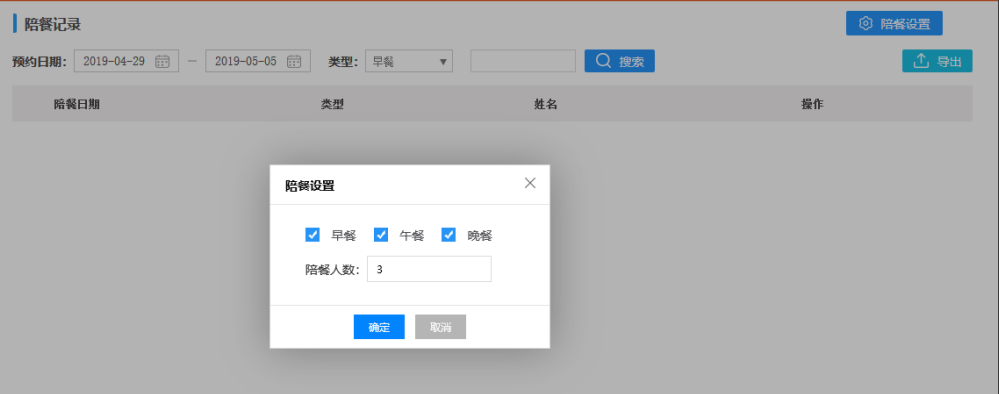 陪餐记录
陪餐设置
预约日期： 2019-04-29 — 2019-05-05 类型： 早餐 搜索 导出
陪餐日期 类型 姓名 操作
陪餐设置
早餐 午餐 晚餐
陪餐人数： 3
确定 取消